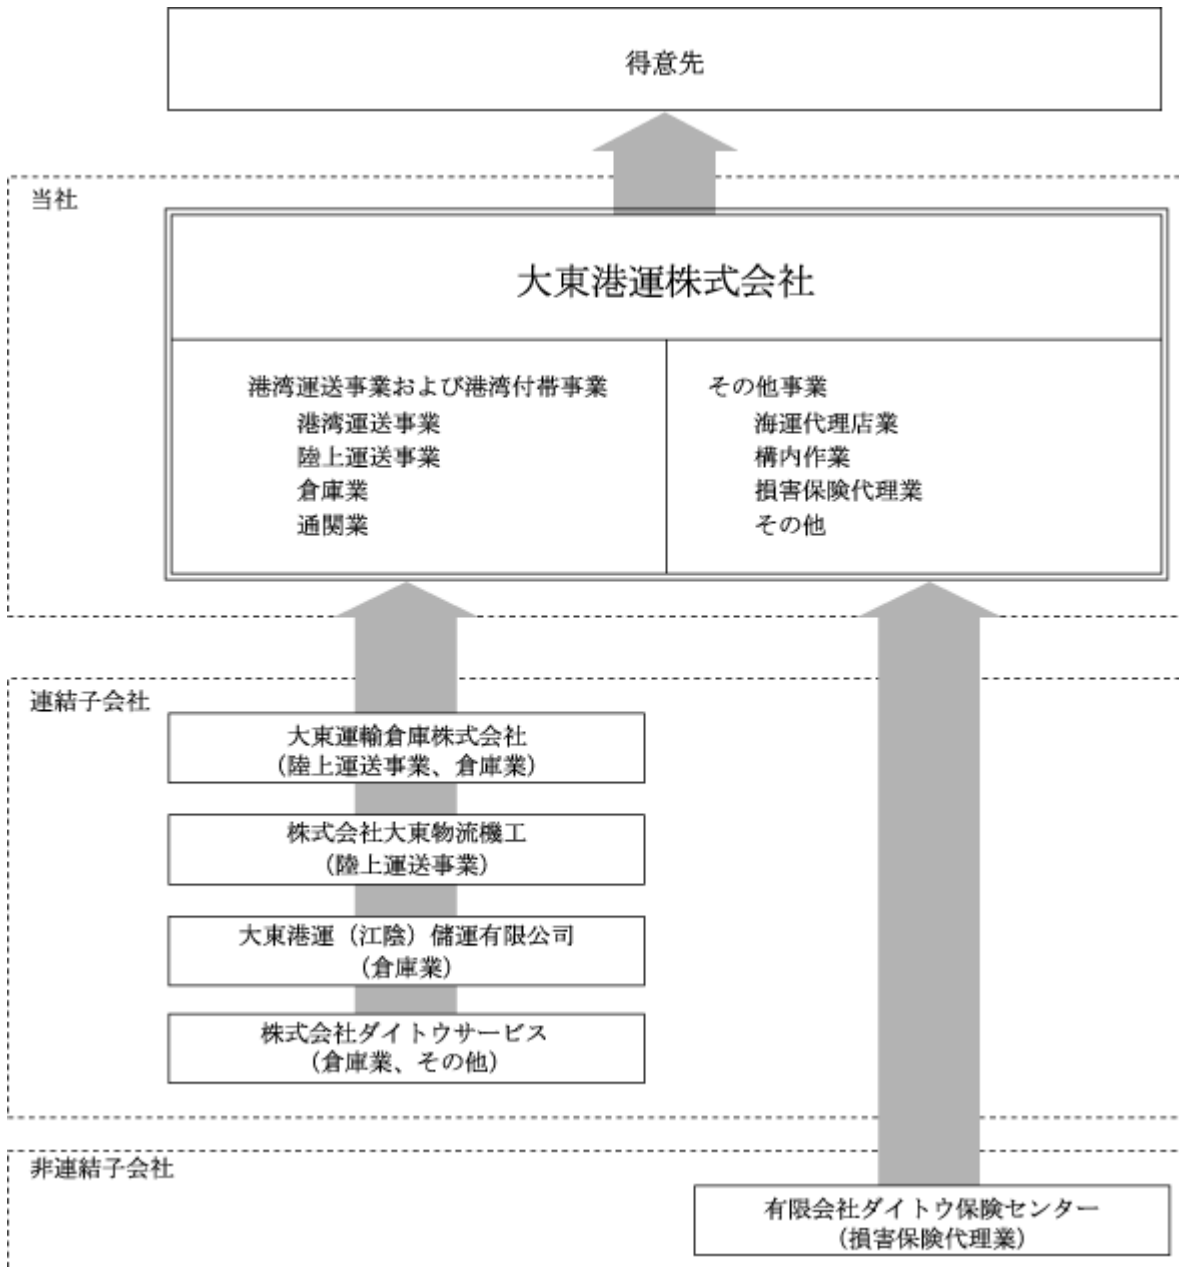 得意先
当社
大東港運株式会社
港湾運送事業および港湾付帯事業
港湾運送事業
陸上運送事業
倉庫業
通関業
その他事業
海運代理店業
構内作業
損害保険代理業
その他
連結子会社
大東運輸倉庫株式会社
（陸上運送事業、倉庫業）
株式会社大東物流機工
（陸上運送事業）
大東港運（江陰）儲運有限公司
（倉庫業）
株式会社ダイトウサービス
（倉庫業、その他）
非連結子会社
有限会社ダイトウ保険センター
（損害保険代理業）